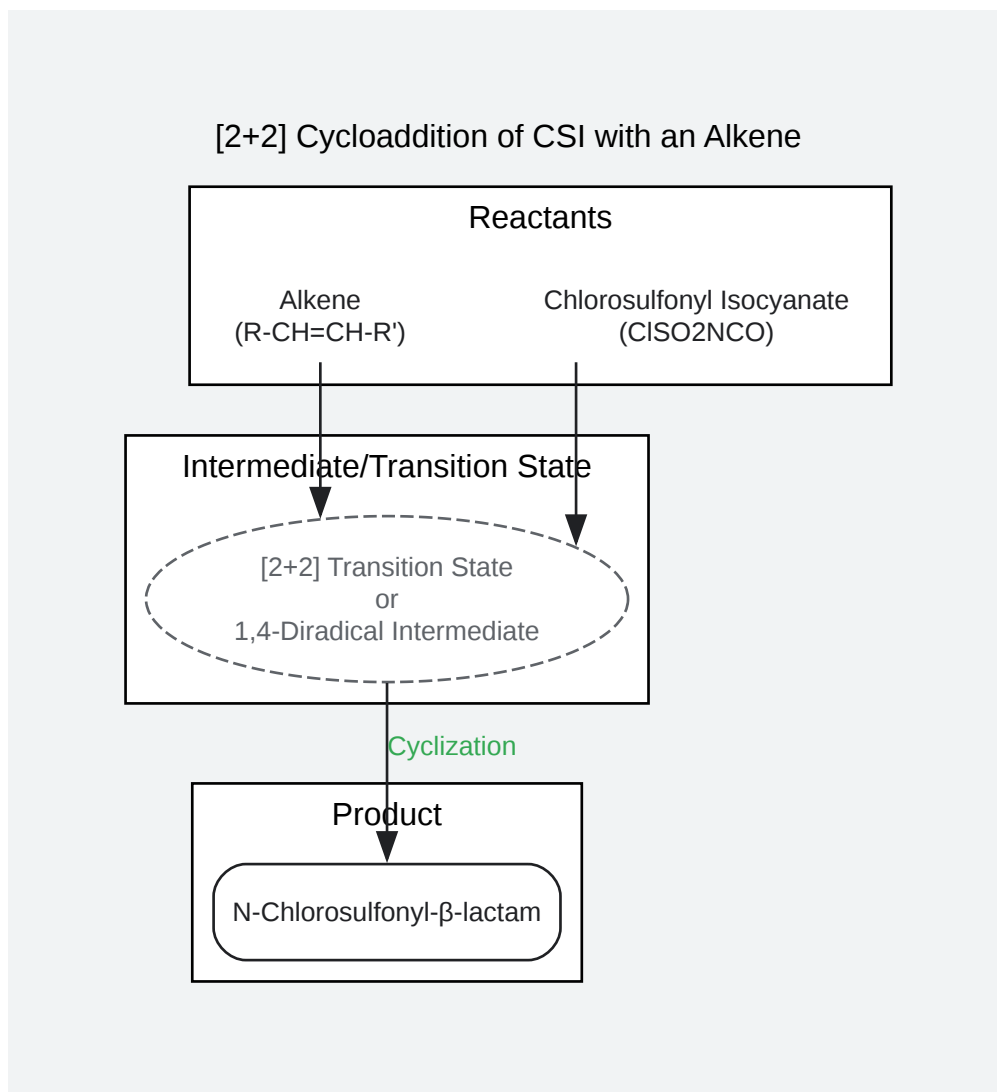 [2+2] Cycloaddition of CSI with an Alkene
Reactants
Alkene
(R-CH=CH-R')
Chlorosulfonyl Isocyanate
(ClSO2NCO)
Intermediate/Transition State
[2+2] Transition State
or
1,4-Diradical Intermediate
Cyclization
Product
N-Chlorosulfonyl-β-lactam